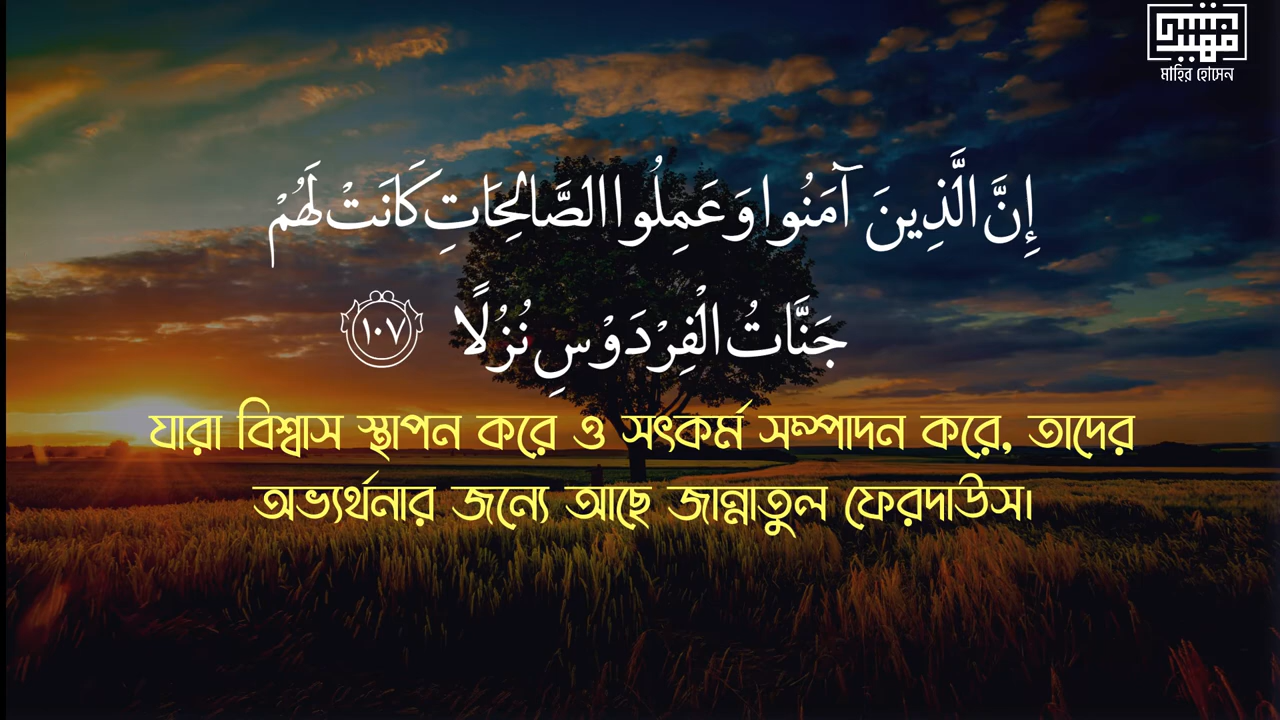 মাহির হোসেন
إِنَّ الَّذِينَ آمَنُوا وَعَمِلُوا الصَّالِحَاتِ كَانَتْ لَهُمْ
جَنَّاتُ الْفِرْدَوْسِ نُزُلًا ١٠٧
যারা বিশ্বাস স্থাপন করে ও সৎকর্ম সম্পাদন করে, তাদের
অভ্যর্থনার জন্যে আছে জান্নাতুল ফেরদাউস।